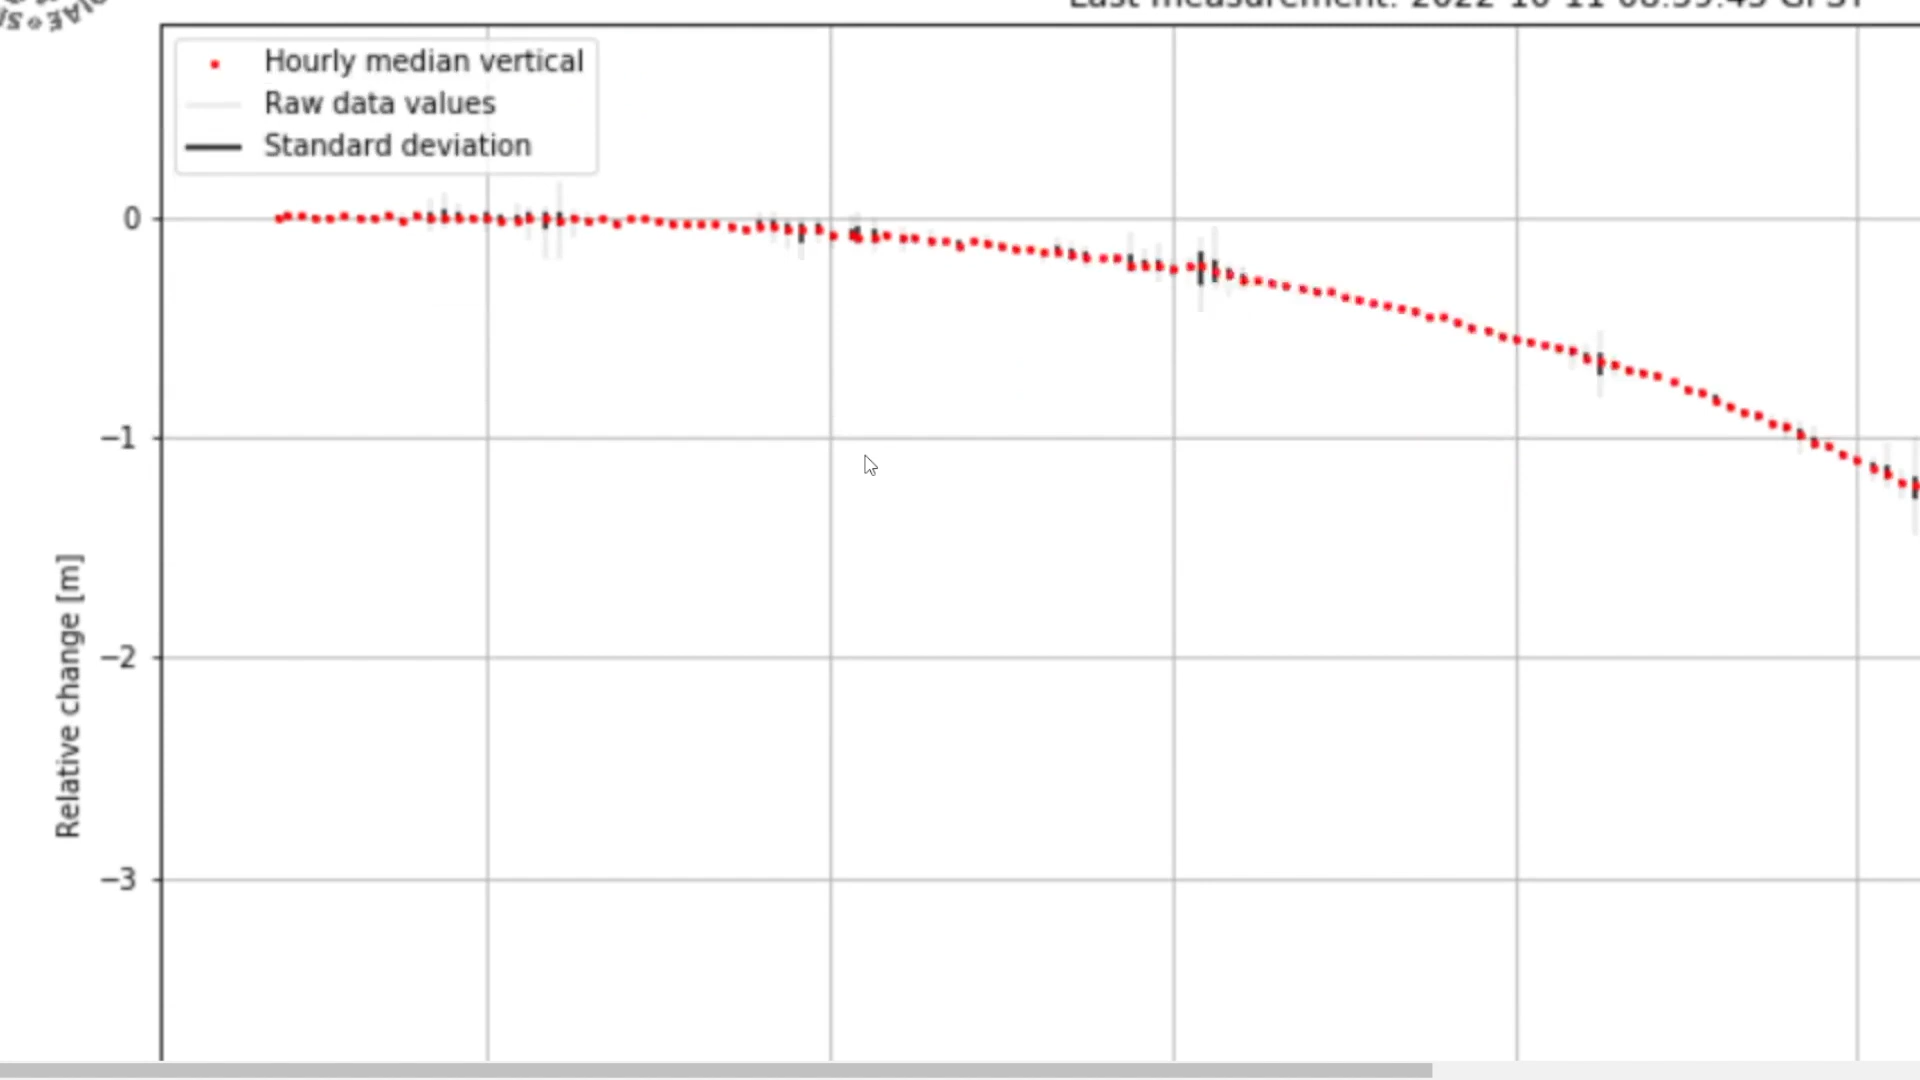 Last measurement: 2022-10-11 08:59:45 GPST
Hourly median vertical
Raw data values
Standard deviation
0
−1
−2
−3
Relative change [m]